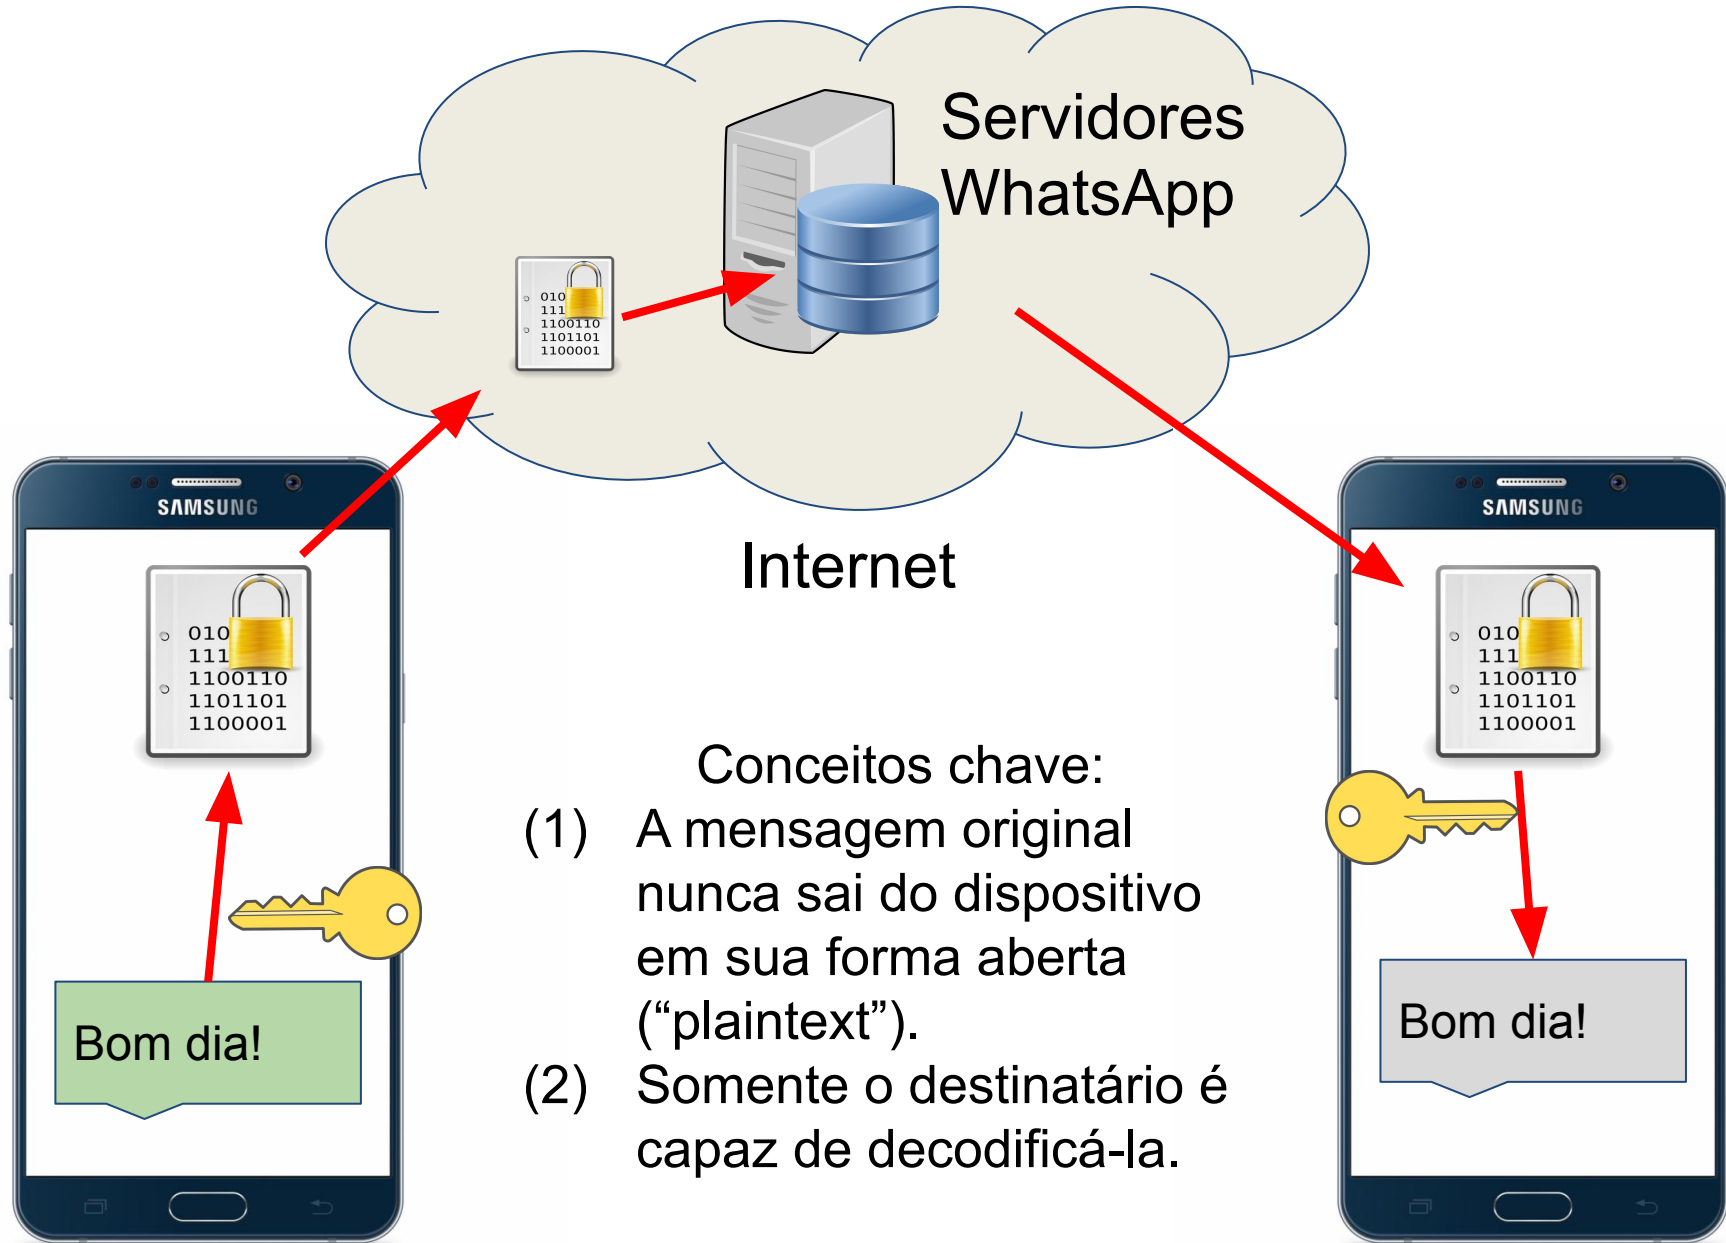 Servidores
WhatsApp
010
111
1100110
1101101
1100001
SAMSUNG
SAMSUNG
Internet
010
111
1100110
1101101
1100001
010
111
1100110
1101101
1100001
Conceitos chave:
(1) A mensagem original
nunca sai do dispositivo
em sua forma aberta
(“plaintext”).
(2) Somente o destinatário é
capaz de decodificá-la.
Bom dia!
Bom dia!